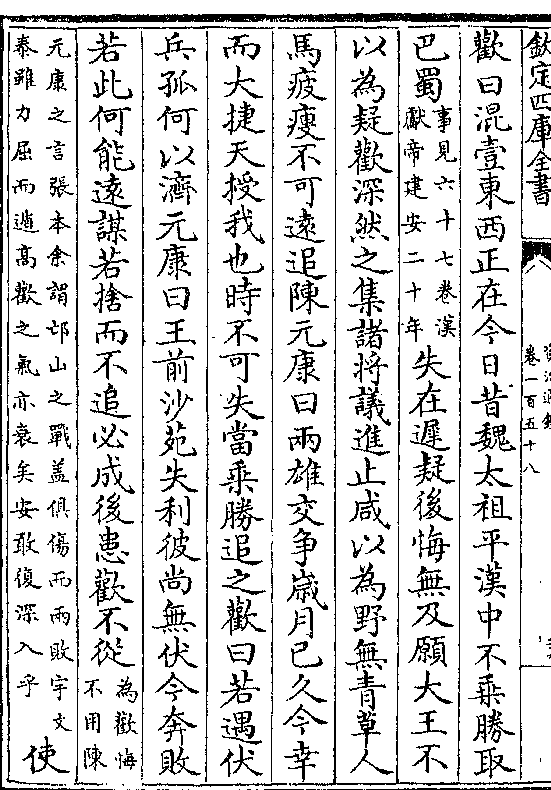 欽定四庫全書
資治通鑑
卷一百五十八
歡曰混壹東西正在今日昔魏太祖平漢中不乗勝取
巴蜀
事見六十七卷漢
獻帝建安二十年
失在遲疑後悔無及願大王不
以為疑歡深然之集諸將議進止咸以為野無青草人
馬疲瘦不可遠追陳元康曰兩雄交争歳月已久今幸
而大捷天授我也時不可失當乗勝追之歡曰若遇伏
兵孤何以濟元康曰王前沙苑失利彼尚無伏今奔敗
若此何能遠謀若捨而不追必成後患歡不從
為歡悔
不用陳
元康之言張本余謂邙山之戰盖俱傷而兩敗宇文
泰雖力屈而遁高歡之氣亦衰矣安敢復深入乎
使